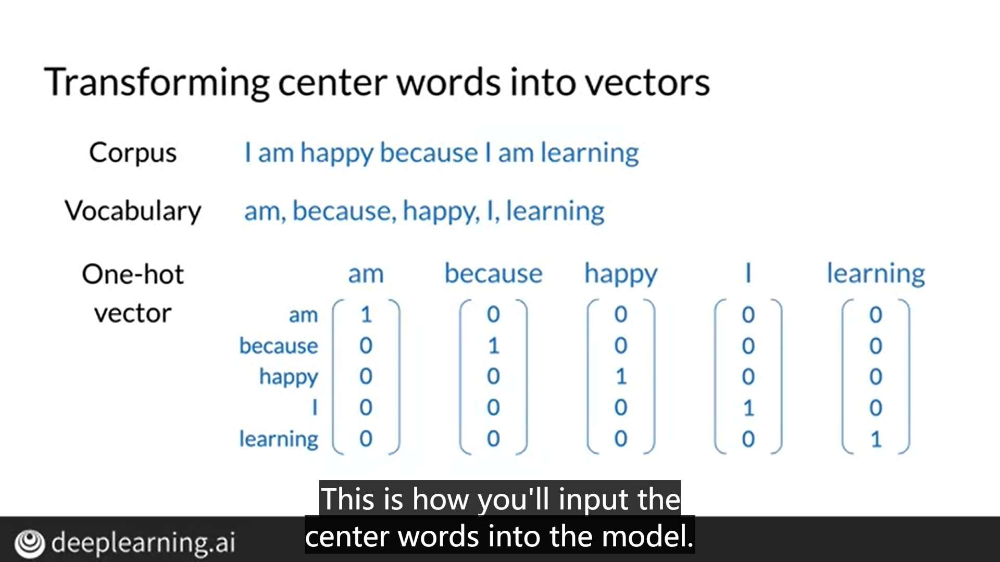 Transforming center words into vectors
Corpus I am happy because I am learning
Vocabulary am, because, happy, I, learning
One-hot vector
am because happy I learning
am 1 0 0 0 0
because 0 1 0 0 0
happy 0 0 1 0 0
I 0 0 0 1 0
learning 0 0 0 0 1
This is how you'll input the
center words into the model.
deeplearning.ai